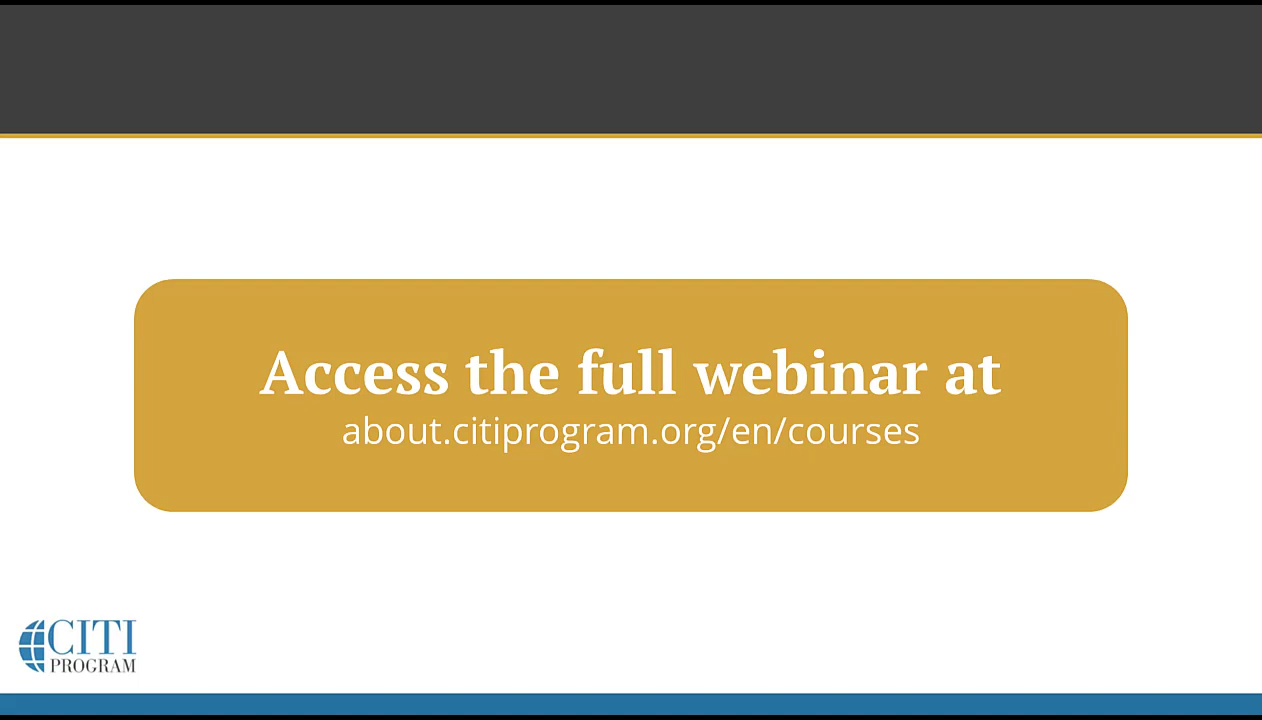 Access the full webinar at
about.citiprogram.org/en/courses
CITI
PROGRAM